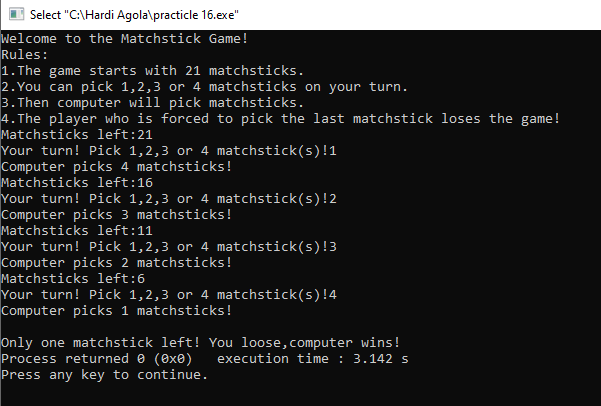 Select "C:\Hardi Agola\practicle 16.exe"
Welcome to the Matchstick Game!
Rules:
1.The game starts with 21 matchsticks.
2.You can pick 1,2,3 or 4 matchsticks on your turn.
3.Then computer will pick matchsticks.
4.The player who is forced to pick the last matchstick loses the game!
Matchsticks left:21
Your turn! Pick 1,2,3 or 4 matchstick(s)!1
Computer picks 4 matchsticks!
Matchsticks left:16
Your turn! Pick 1,2,3 or 4 matchstick(s)!2
Computer picks 3 matchsticks!
Matchsticks left:11
Your turn! Pick 1,2,3 or 4 matchstick(s)!3
Computer picks 2 matchsticks!
Matchsticks left:6
Your turn! Pick 1,2,3 or 4 matchstick(s)!4
Computer picks 1 matchsticks!
Only one matchstick left! You loose,computer wins!
Process returned 0 (0x0)   execution time : 3.142 s
Press any key to continue.